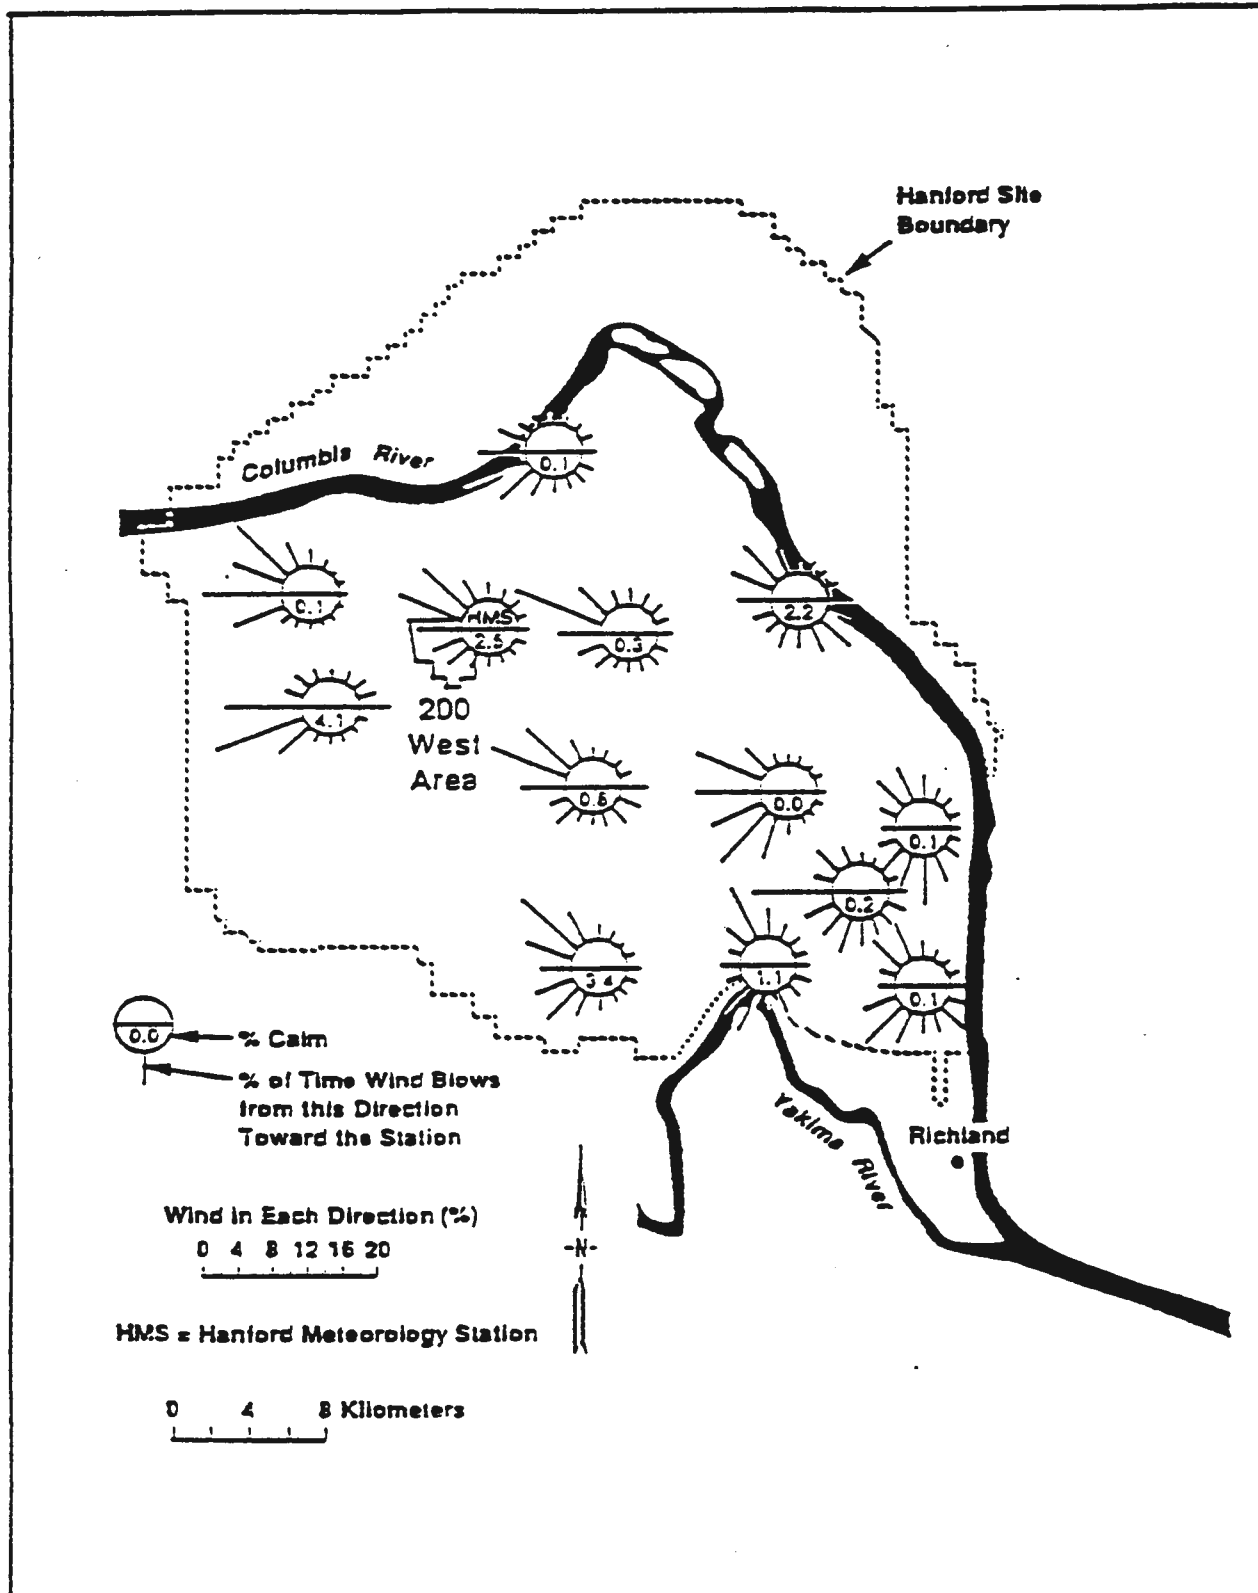 Hanford Site
Boundary
Columbia River
0.1
0.1
HMS
2.5
0.3
2.2
4.1
200
West
Area
0.0
0.1
0.2
3.4
1.1
0.1
0.0
% Calm
% of Time Wind Blows
from this Direction
Toward the Station
Yakima River
Richland
Wind in Each Direction (%)
0 4 8 12 16 20
-N-
HMS = Hanford Meteorology Station
0 4 8 Kilometers